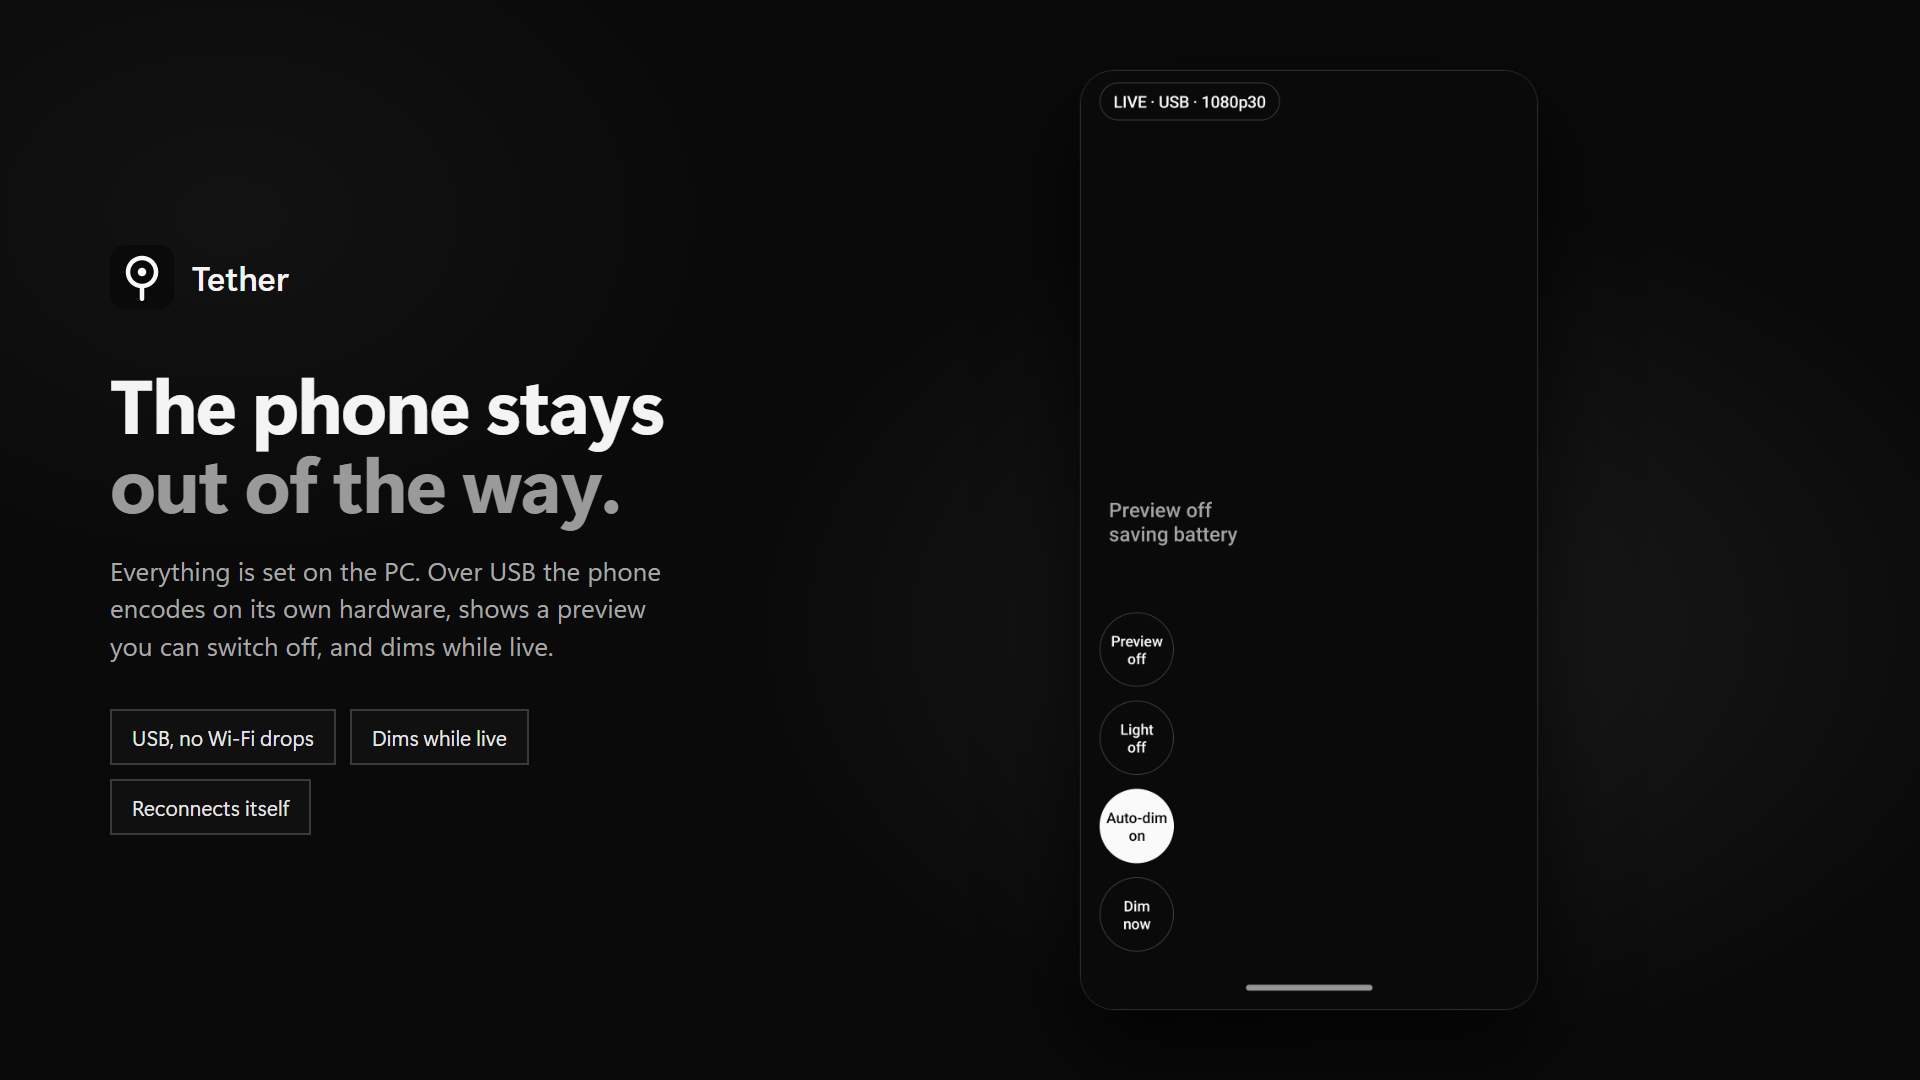 Tether
The phone stays
out of the way.
Everything is set on the PC. Over USB the phone
encodes on its own hardware, shows a preview
you can switch off, and dims while live.
USB, no Wi-Fi drops
Dims while live
Reconnects itself
LIVE · USB · 1080p30
Preview off
saving battery
Preview
off
Light
off
Auto-dim
on
Dim
now